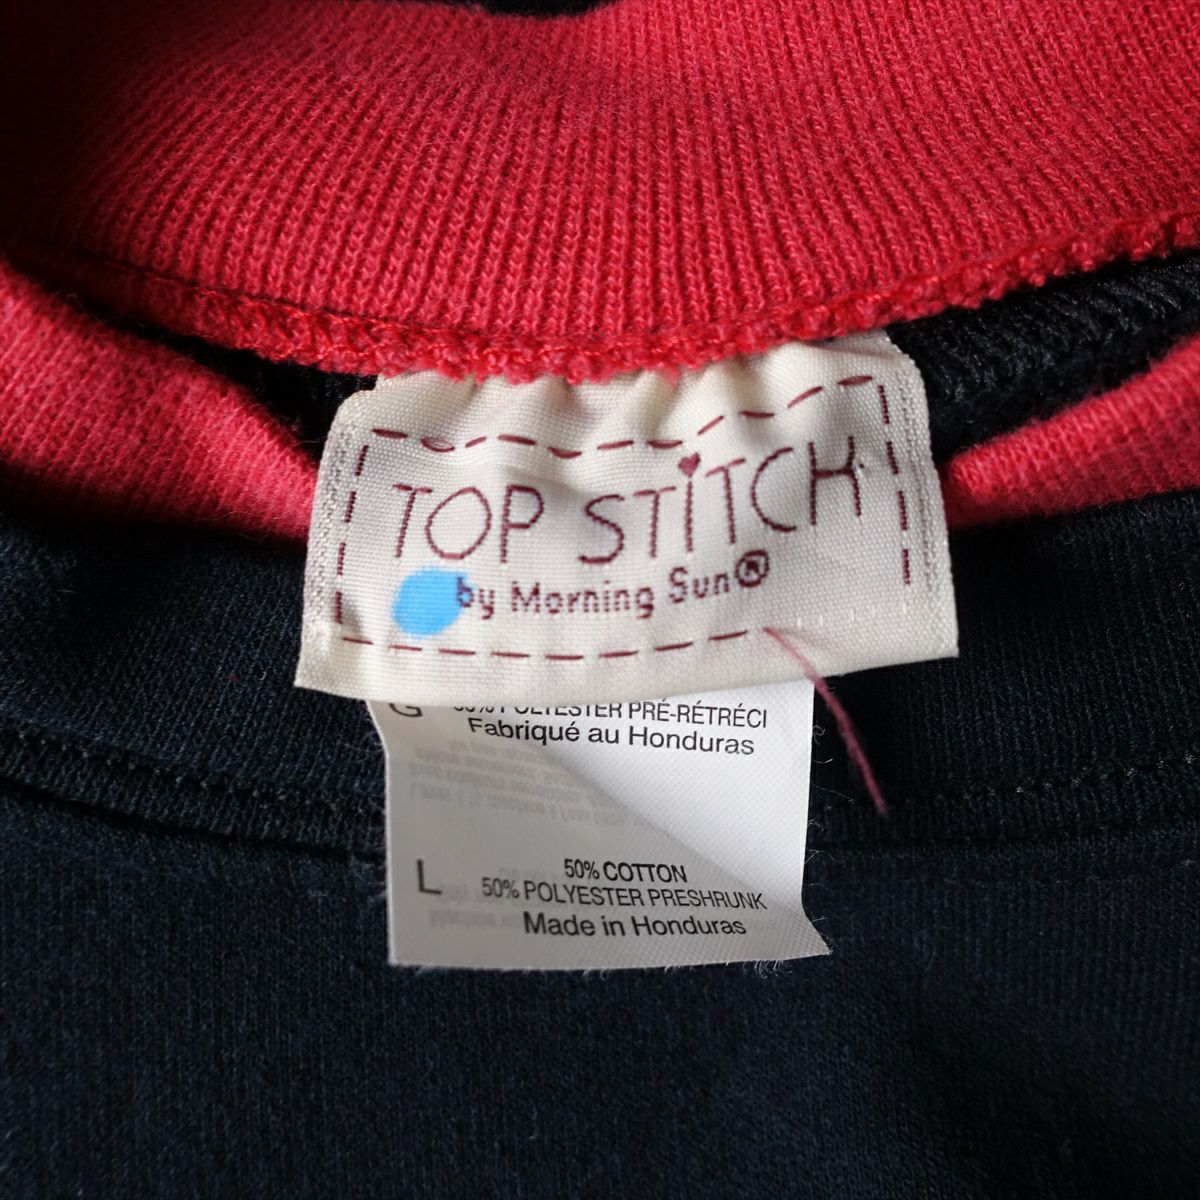 TOP STiTCH
by Morning Sun®
G
50% POLYESTER PRÉ-RÉTRÉCI
Fabriqué au Honduras
L
50% COTTON
50% POLYESTER PRESHRUNK
Made in Honduras